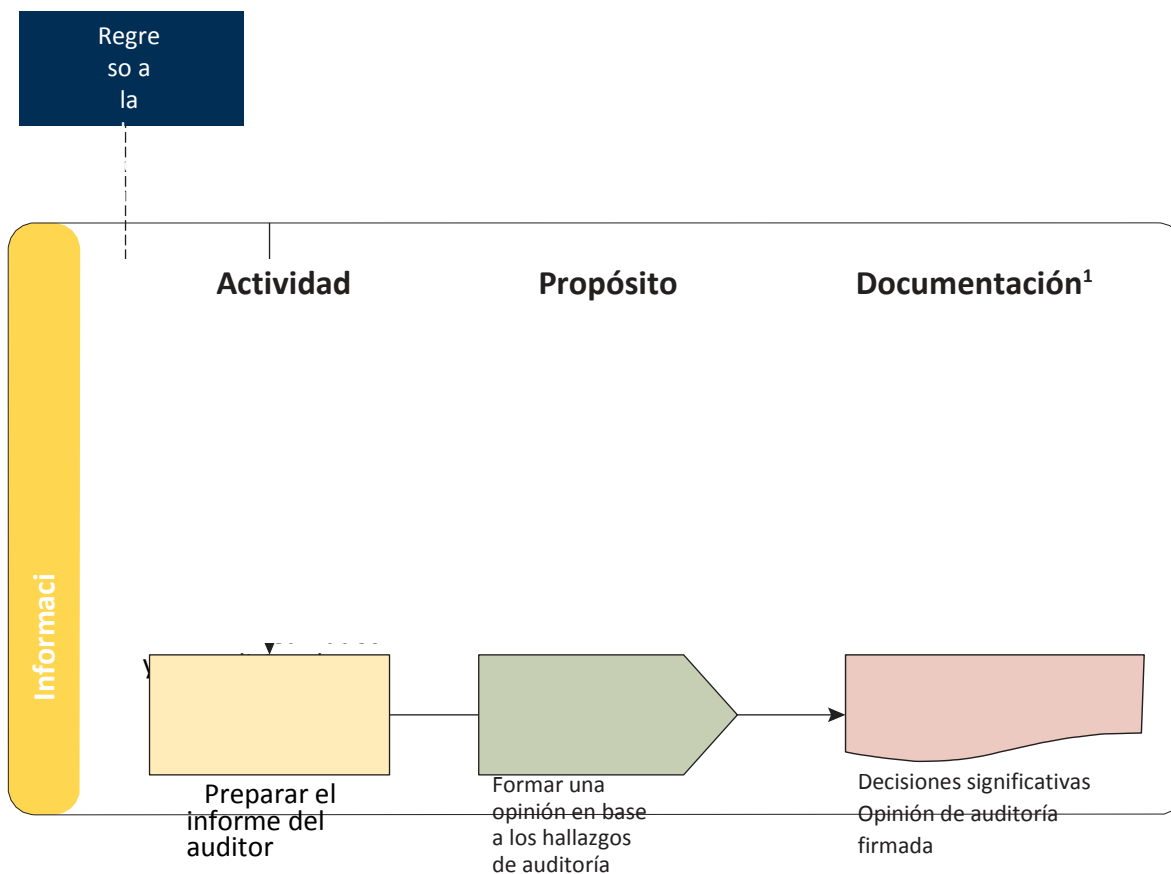 Regre
so a
la
Actividad
Propósito
Documentación¹
Informaci
y
Preparar el
informe del
auditor
Formar una
opinión en base
a los hallazgos
de auditoría
Decisiones significativas
Opinión de auditoría
firmada